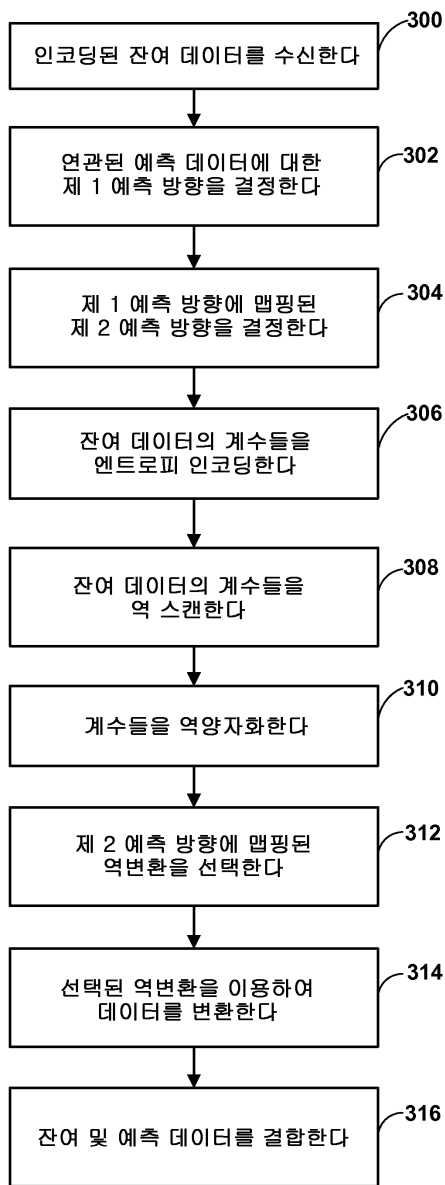 300
인코딩된 잔여 데이터를 수신한다
302
연관된 예측 데이터에 대한
제 1 예측 방향을 결정한다
304
제 1 예측 방향에 맵핑된
제 2 예측 방향을 결정한다
306
잔여 데이터의 계수들을
엔트로피 인코딩한다
308
잔여 데이터의 계수들을
역 스캔한다
310
계수들을 역양자화한다
312
제 2 예측 방향에 맵핑된
역변환을 선택한다
314
선택된 역변환을 이용하여
데이터를 변환한다
316
잔여 및 예측 데이터를 결합한다